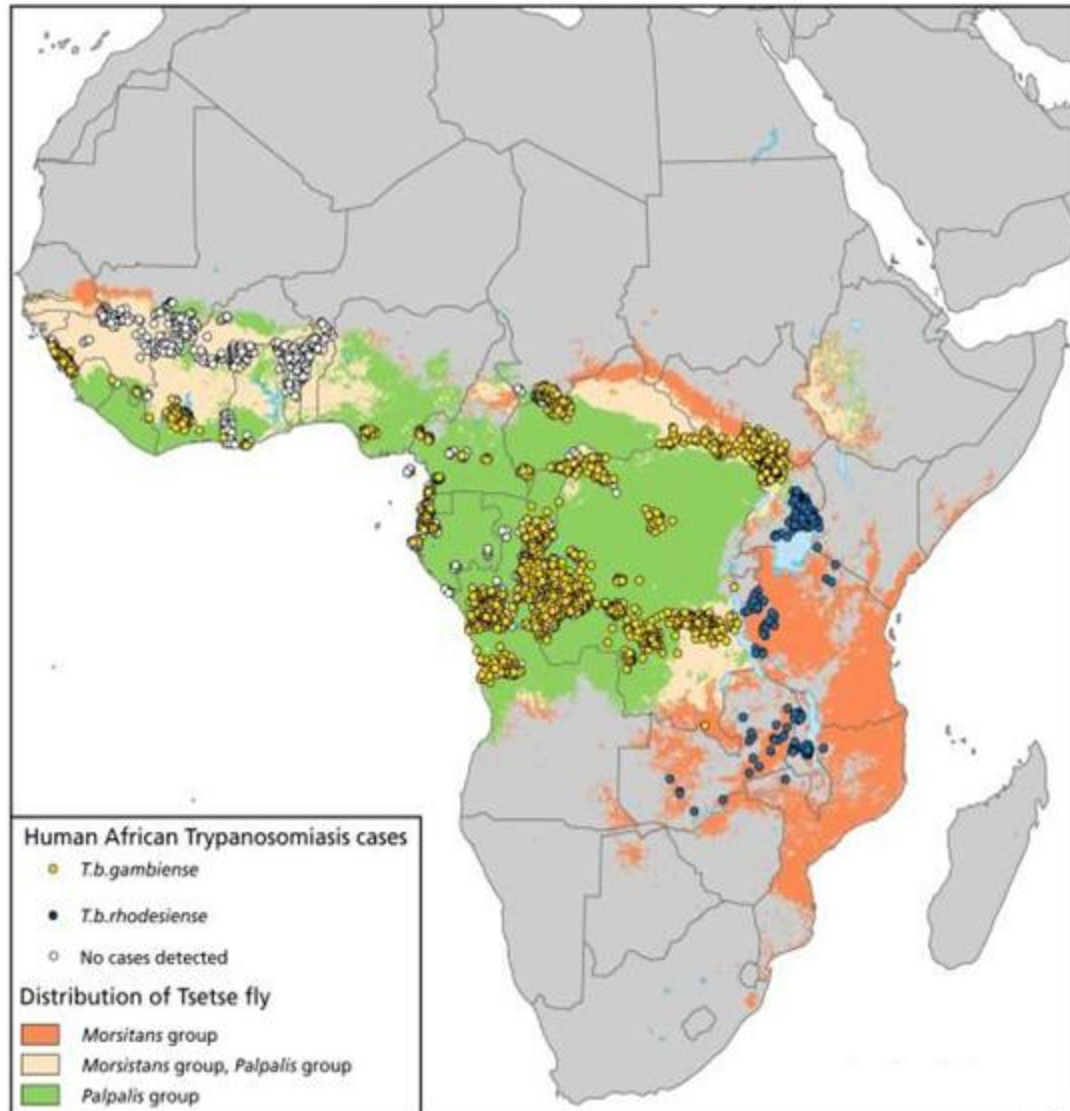 Human African Trypanosomiasis cases
T.b.gambiense
T.b.rhodesiense
No cases detected
Distribution of Tsetse fly
Morsitans group
Morsistans group, Palpalis group
Palpalis group